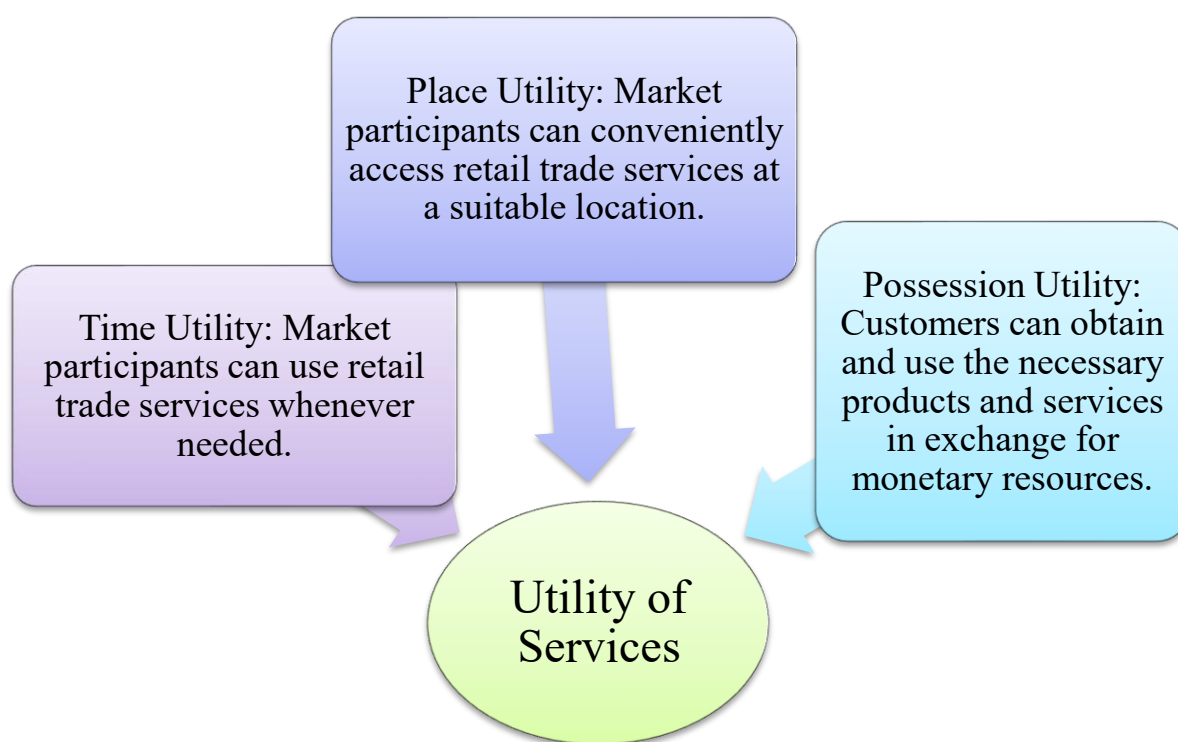 Place Utility: Market
participants can conveniently
access retail trade services at
a suitable location.
Time Utility: Market
participants can use retail
trade services whenever
needed.
Possession Utility:
Customers can obtain
and use the necessary
products and services
in exchange for
monetary resources.
Utility of
Services